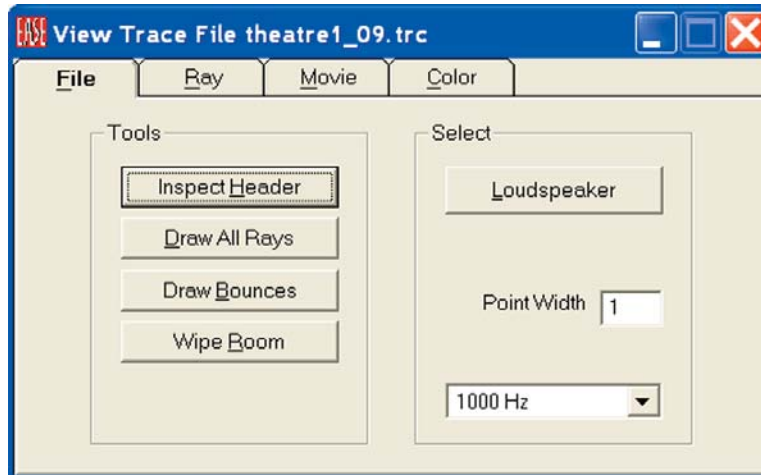 EASE View Trace File theatre1_09.trc
File Ray Movie Color
Tools
Inspect Header
Draw All Rays
Draw Bounces
Wipe Room
Select
Loudspeaker
Point Width 1
1000 Hz